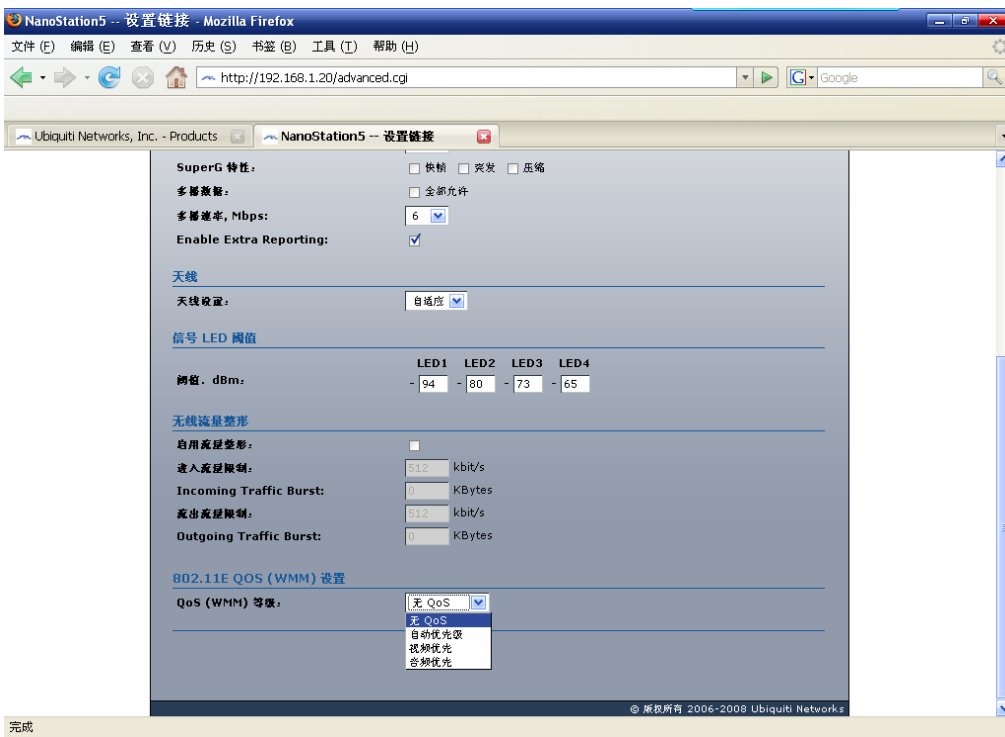 NanoStation5 -- 设置链接 - Mozilla Firefox
文件 (F) 编辑 (E) 查看 (V) 历史 (S) 书签 (B) 工具 (T) 帮助 (H)
http://192.168.1.20/advanced.cgi
G Google
Ubiquiti Networks, Inc. - Products
NanoStation5 -- 设置链接
SuperG 特性: 快帧 突发 压缩
多播数据: 全部允许
多播速率, Mbps: 6
Enable Extra Reporting:
天线
天线设置: 自适应
信号 LED 阈值
LED1 LED2 LED3 LED4
阈值, dBm: - 94 - 80 - 73 - 65
无线流量整形
启用流量整形:
进入流量限制: 512 kbit/s
Incoming Traffic Burst: 0 KBytes
流出流量限制: 512 kbit/s
Outgoing Traffic Burst: 0 KBytes
802.11E QOS (WMM) 设置
QoS (WMM) 等级: 无 QoS
无 QoS
自动优先级
视频优先
音频优先
© 版权所有 2006-2008 Ubiquiti Networks
完成